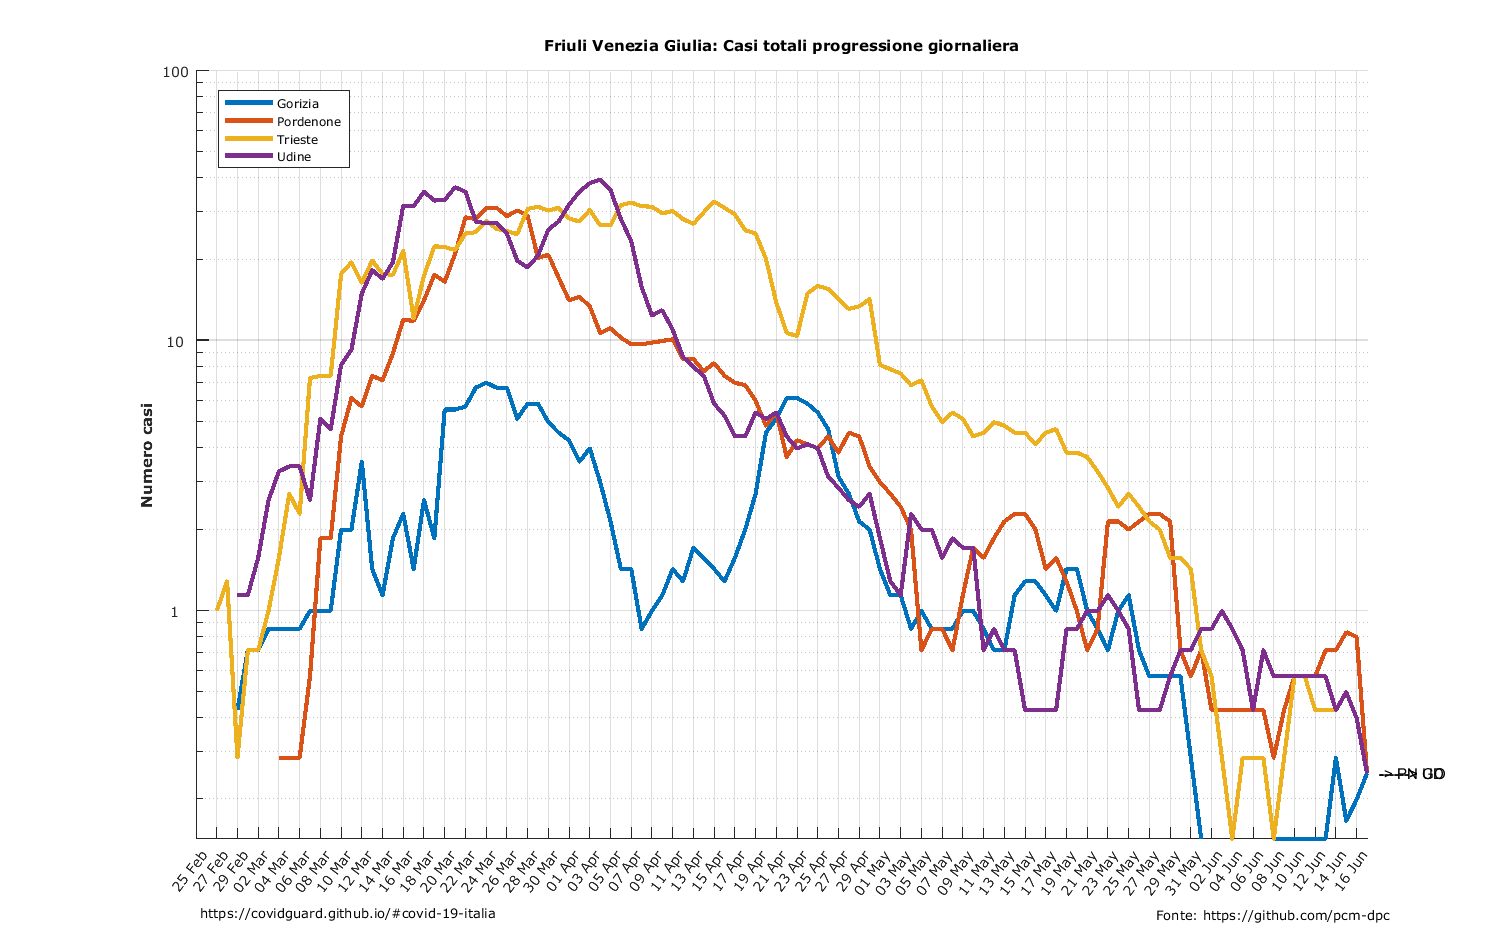 Friuli Venezia Giulia: Casi totali progressione giornaliera
100
10
1
Numero casi
Gorizia
Pordenone
Trieste
Udine
25 Feb
27 Feb
29 Feb
02 Mar
04 Mar
06 Mar
08 Mar
10 Mar
12 Mar
14 Mar
16 Mar
18 Mar
20 Mar
22 Mar
24 Mar
26 Mar
28 Mar
30 Mar
01 Apr
03 Apr
05 Apr
07 Apr
09 Apr
11 Apr
13 Apr
15 Apr
17 Apr
19 Apr
21 Apr
23 Apr
25 Apr
27 Apr
29 Apr
01 May
03 May
05 May
07 May
09 May
11 May
13 May
15 May
17 May
19 May
21 May
23 May
25 May
27 May
29 May
31 May
02 Jun
04 Jun
06 Jun
08 Jun
10 Jun
12 Jun
14 Jun
16 Jun
https://covidguard.github.io/#covid-19-italia
Fonte: https://github.com/pcm-dpc